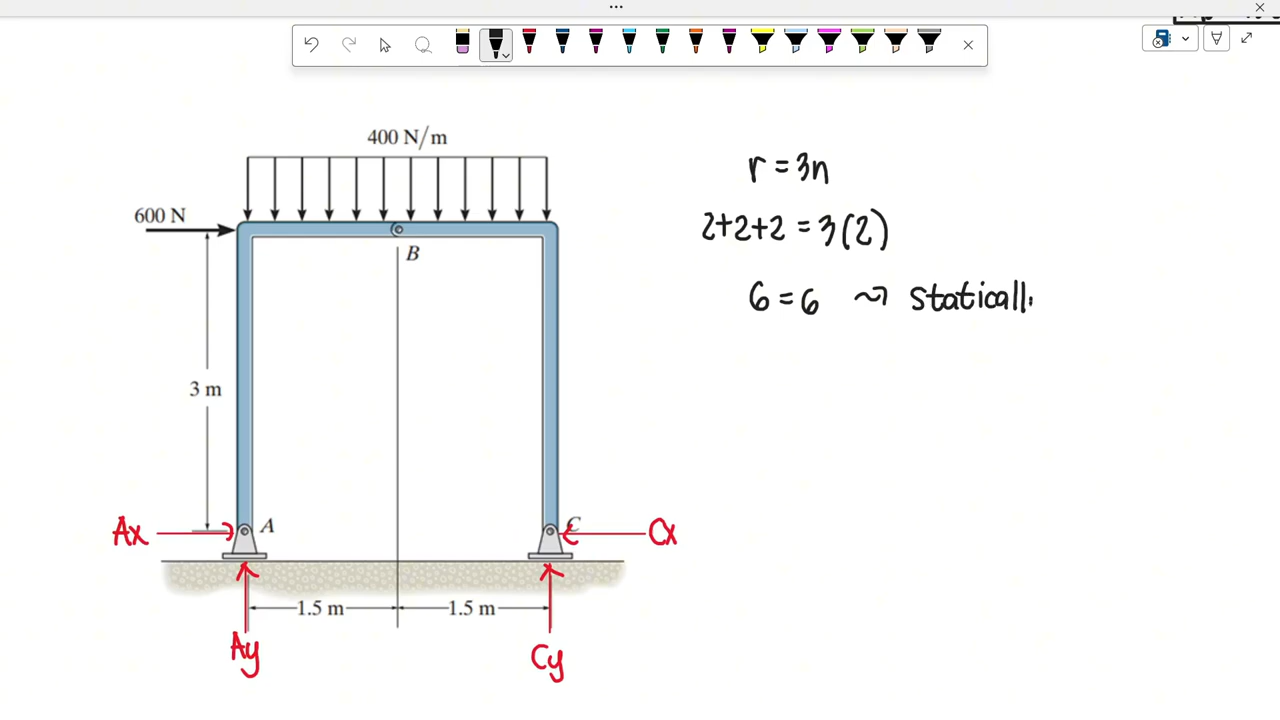 400 N/m
600 N
B
3 m
A
C
Ax
Cx
1.5 m
1.5 m
Ay
Cy
r = 3n
2+2+2 = 3(2)
6 = 6 ⤳ staticall